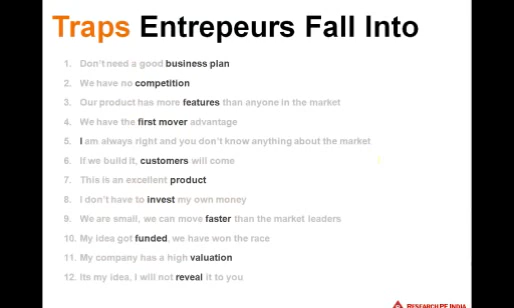 Traps Entrepeurs Fall Into
1. Don't need a good business plan
2. We have no competition
3. Our product has more features than anyone in the market
4. We have the first mover advantage
5. I am always right and you don't know anything about the market
6. If we build it, customers will come
7. This is an excellent product
8. I don't have to invest my own money
9. We are small, we can move faster than the market leaders
10. My idea got funded, we have won the race
11. My company has a high valuation
12. Its my idea, I will not reveal it to you
RESEARCH PE INDIA